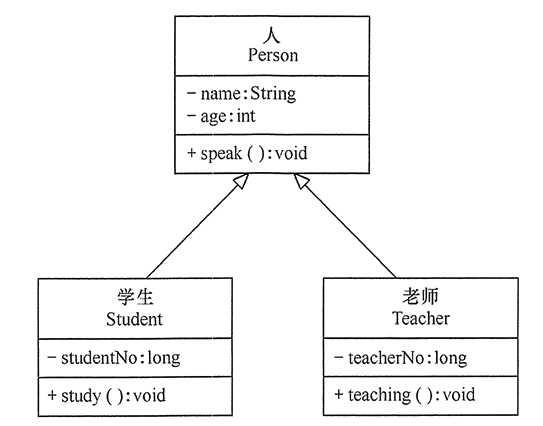 人
Person
- name:String
- age:int
+ speak ( ):void
学生
Student
- studentNo:long
+ study ( ):void
老师
Teacher
- teacherNo:long
+ teaching ( ):void